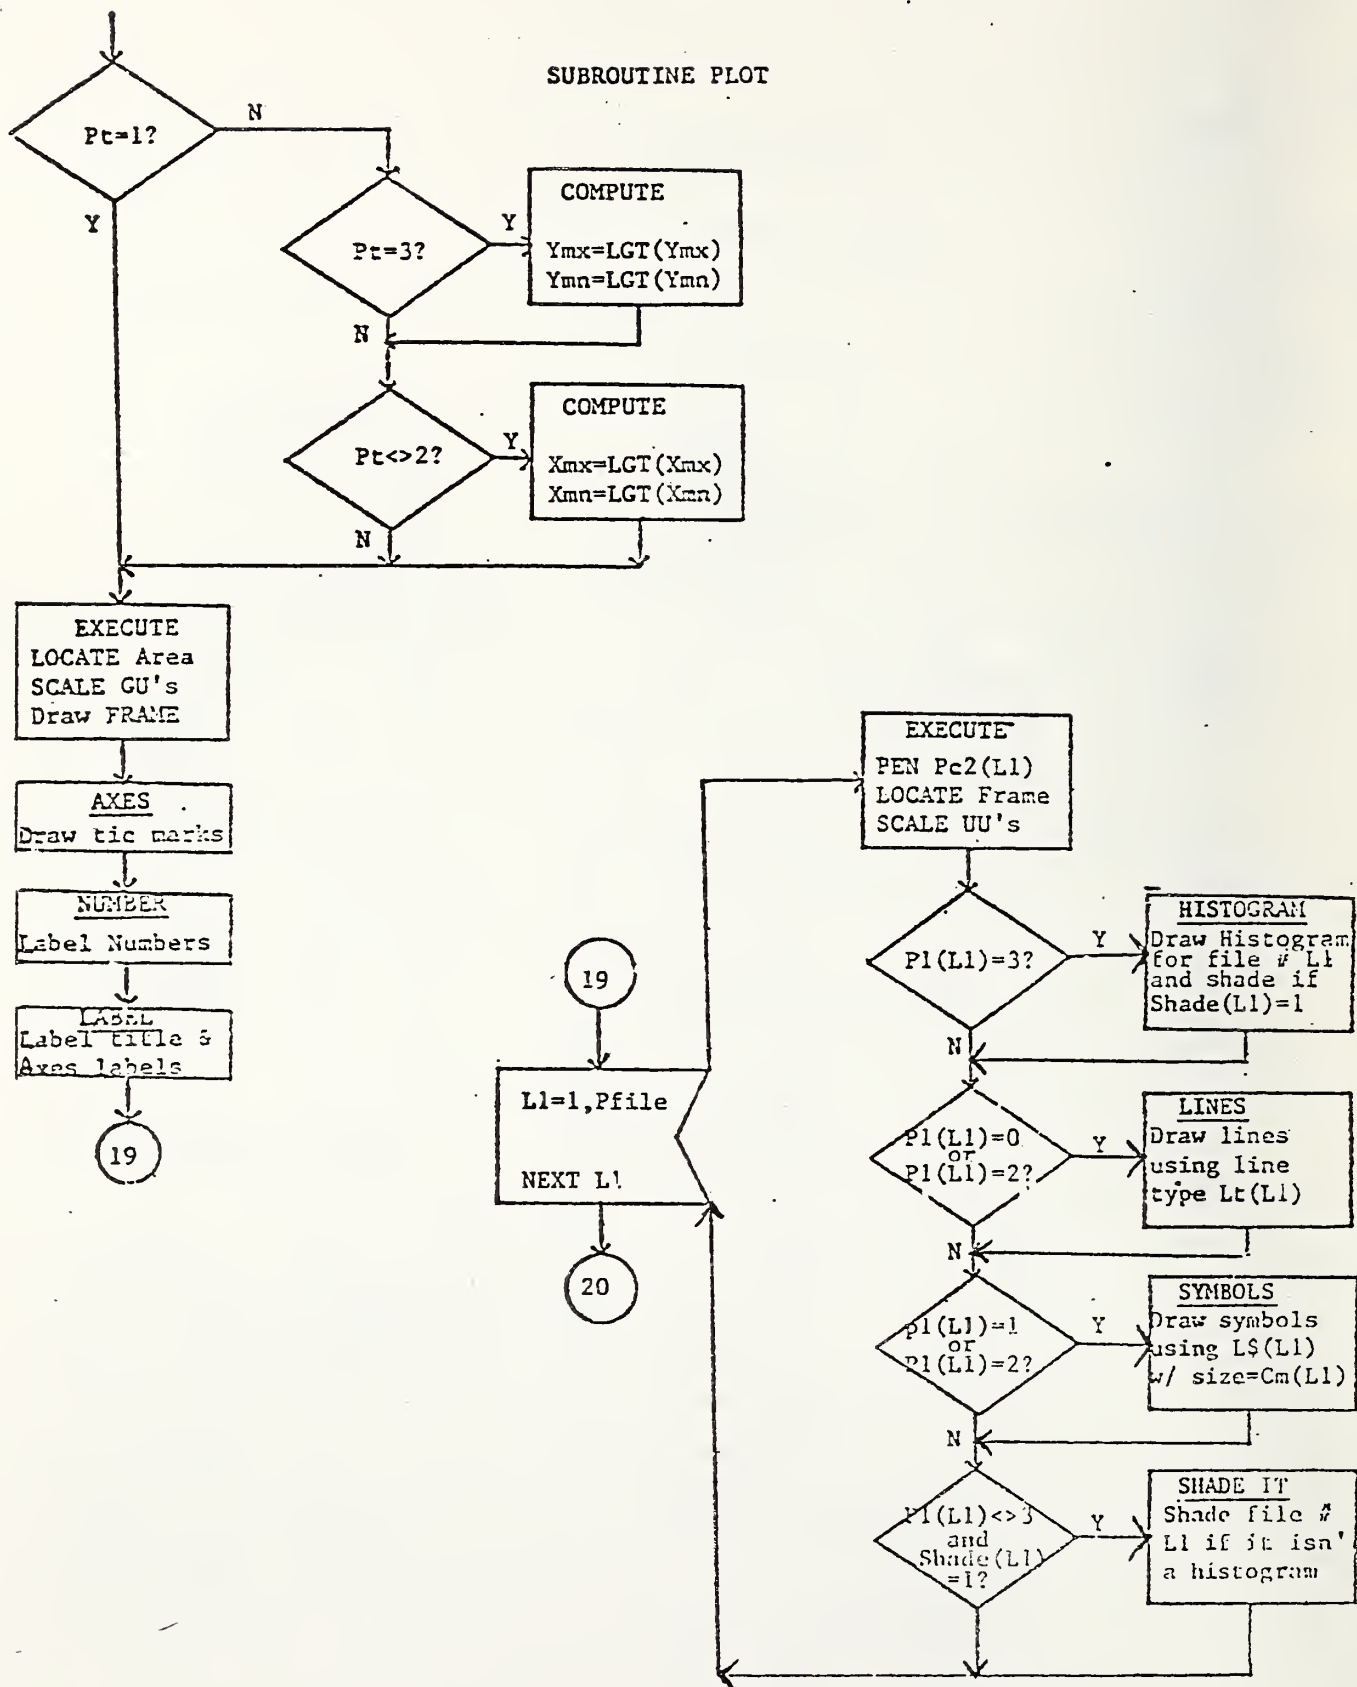 SUBROUTINE PLOT
Pt=1?
N
Y
Pt=3?
Y
N
COMPUTE
Ymx=LGT(Ymx)
Ymn=LGT(Ymn)
Pt<>2?
Y
N
COMPUTE
Xmx=LGT(Xmx)
Xmn=LGT(Xmn)
EXECUTE
LOCATE Area
SCALE GU's
Draw FRAME
AXES
Draw tic marks
NUMBER
Label Numbers
LABEL
Label title &
Axes labels
19
19
L1=1,Pfile
NEXT L1
20
EXECUTE
PEN Pc2(L1)
LOCATE Frame
SCALE UU's
P1(L1)=3?
Y
N
HISTOGRAM
Draw Histogram
for file # L1
and shade if
Shade(L1)=1
P1(L1)=0
or
P1(L1)=2?
Y
N
LINES
Draw lines
using line
type Lt(L1)
P1(L1)=1
or
P1(L1)=2?
Y
N
SYMBOLS
Draw symbols
using L$(L1)
w/ size=Cm(L1)
P1(L1)<>3
and
Shade(L1)
=1?
Y
SHADE IT
Shade file #
L1 if it isn'
a histogram